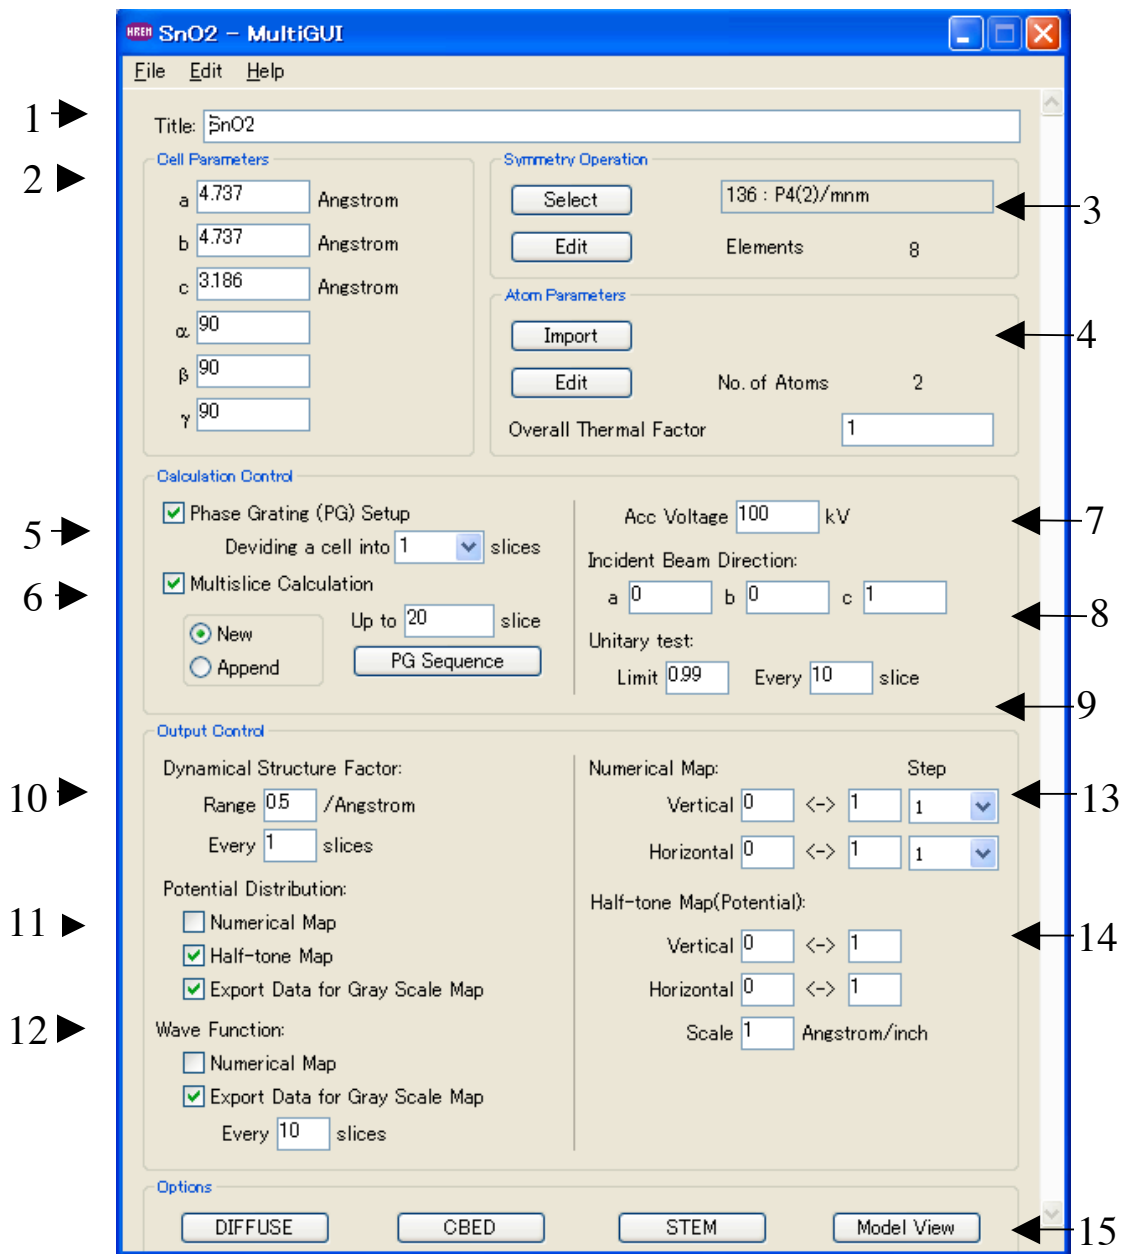 HREM SnO2 - MultiGUI
File Edit Help
1 Title: SnO2
2 Cell Parameters
a 4.737 Angstrom
b 4.737 Angstrom
c 3.186 Angstrom
α 90
β 90
γ 90
Symmetry Operation
Select 136 : P4(2)/mnm 3
Edit Elements 8
Atom Parameters
Import 4
Edit No. of Atoms 2
Overall Thermal Factor 1
Calculation Control
Phase Grating (PG) Setup
5 Deviding a cell into 1 slices
6 Multislice Calculation
New
Append
Up to 20 slice
PG Sequence
Acc Voltage 100 kV 7
Incident Beam Direction:
a 0 b 0 c 1 8
Unitary test:
Limit 0.99 Every 10 slice
9
Output Control
Dynamical Structure Factor:
10 Range 0.5 /Angstrom
Every 1 slices
Potential Distribution:
11 Numerical Map
Half-tone Map
Export Data for Gray Scale Map
12 Wave Function:
Numerical Map
Export Data for Gray Scale Map
Every 10 slices
Numerical Map: Step
Vertical 0 <-> 1 1 13
Horizontal 0 <-> 1 1
Half-tone Map(Potential):
Vertical 0 <-> 1 14
Horizontal 0 <-> 1
Scale 1 Angstrom/inch
Options
DIFFUSE CBED STEM Model View 15